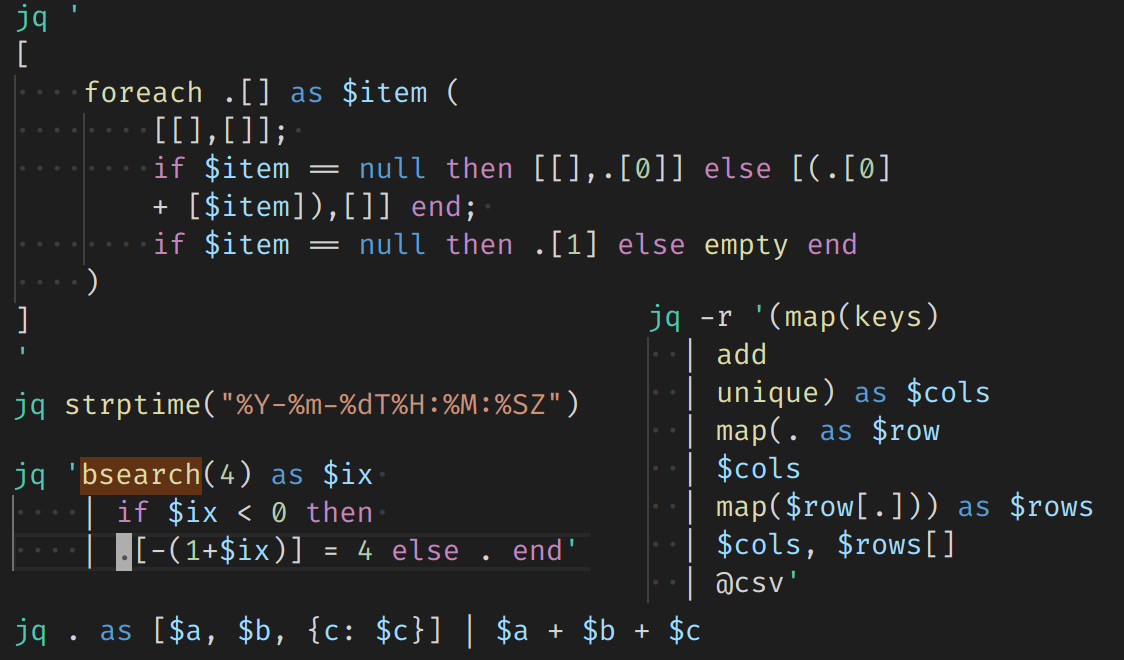 jq '
[
    foreach .[] as $item (
        [[],[]];
        if $item == null then [[],.[0]] else [(.[0]
        + [$item]),[]] end;
        if $item == null then .[1] else empty end
    )
]
'
jq strptime("%Y-%m-%dT%H:%M:%SZ")
jq 'bsearch(4) as $ix
    | if $ix < 0 then
    | .[-(1+$ix)] = 4 else . end'
jq . as [$a, $b, {c: $c}] | $a + $b + $c
jq -r '(map(keys)
  | add
  | unique) as $cols
  | map(. as $row
  | $cols
  | map($row[.])) as $rows
  | $cols, $rows[]
  | @csv'